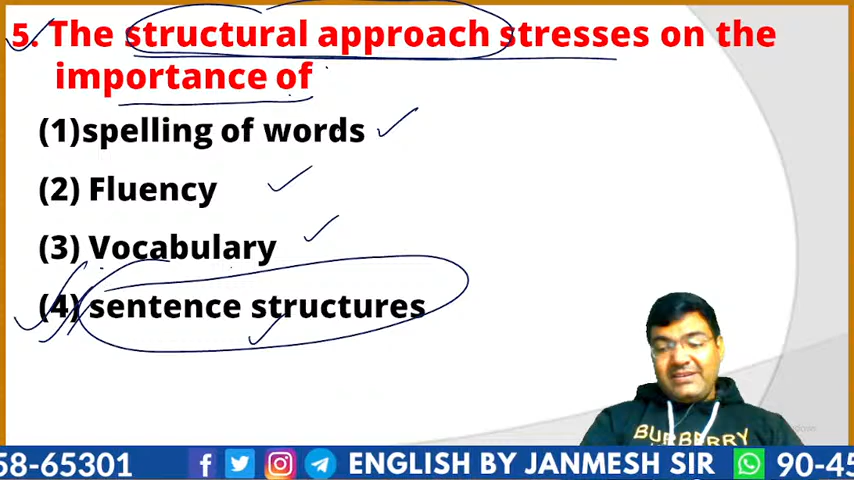 5. The structural approach stresses on the
importance of
(1)spelling of words
(2) Fluency
(3) Vocabulary
(4) sentence structures
BURBERRY
58-65301 ENGLISH BY JANMESH SIR 90-45